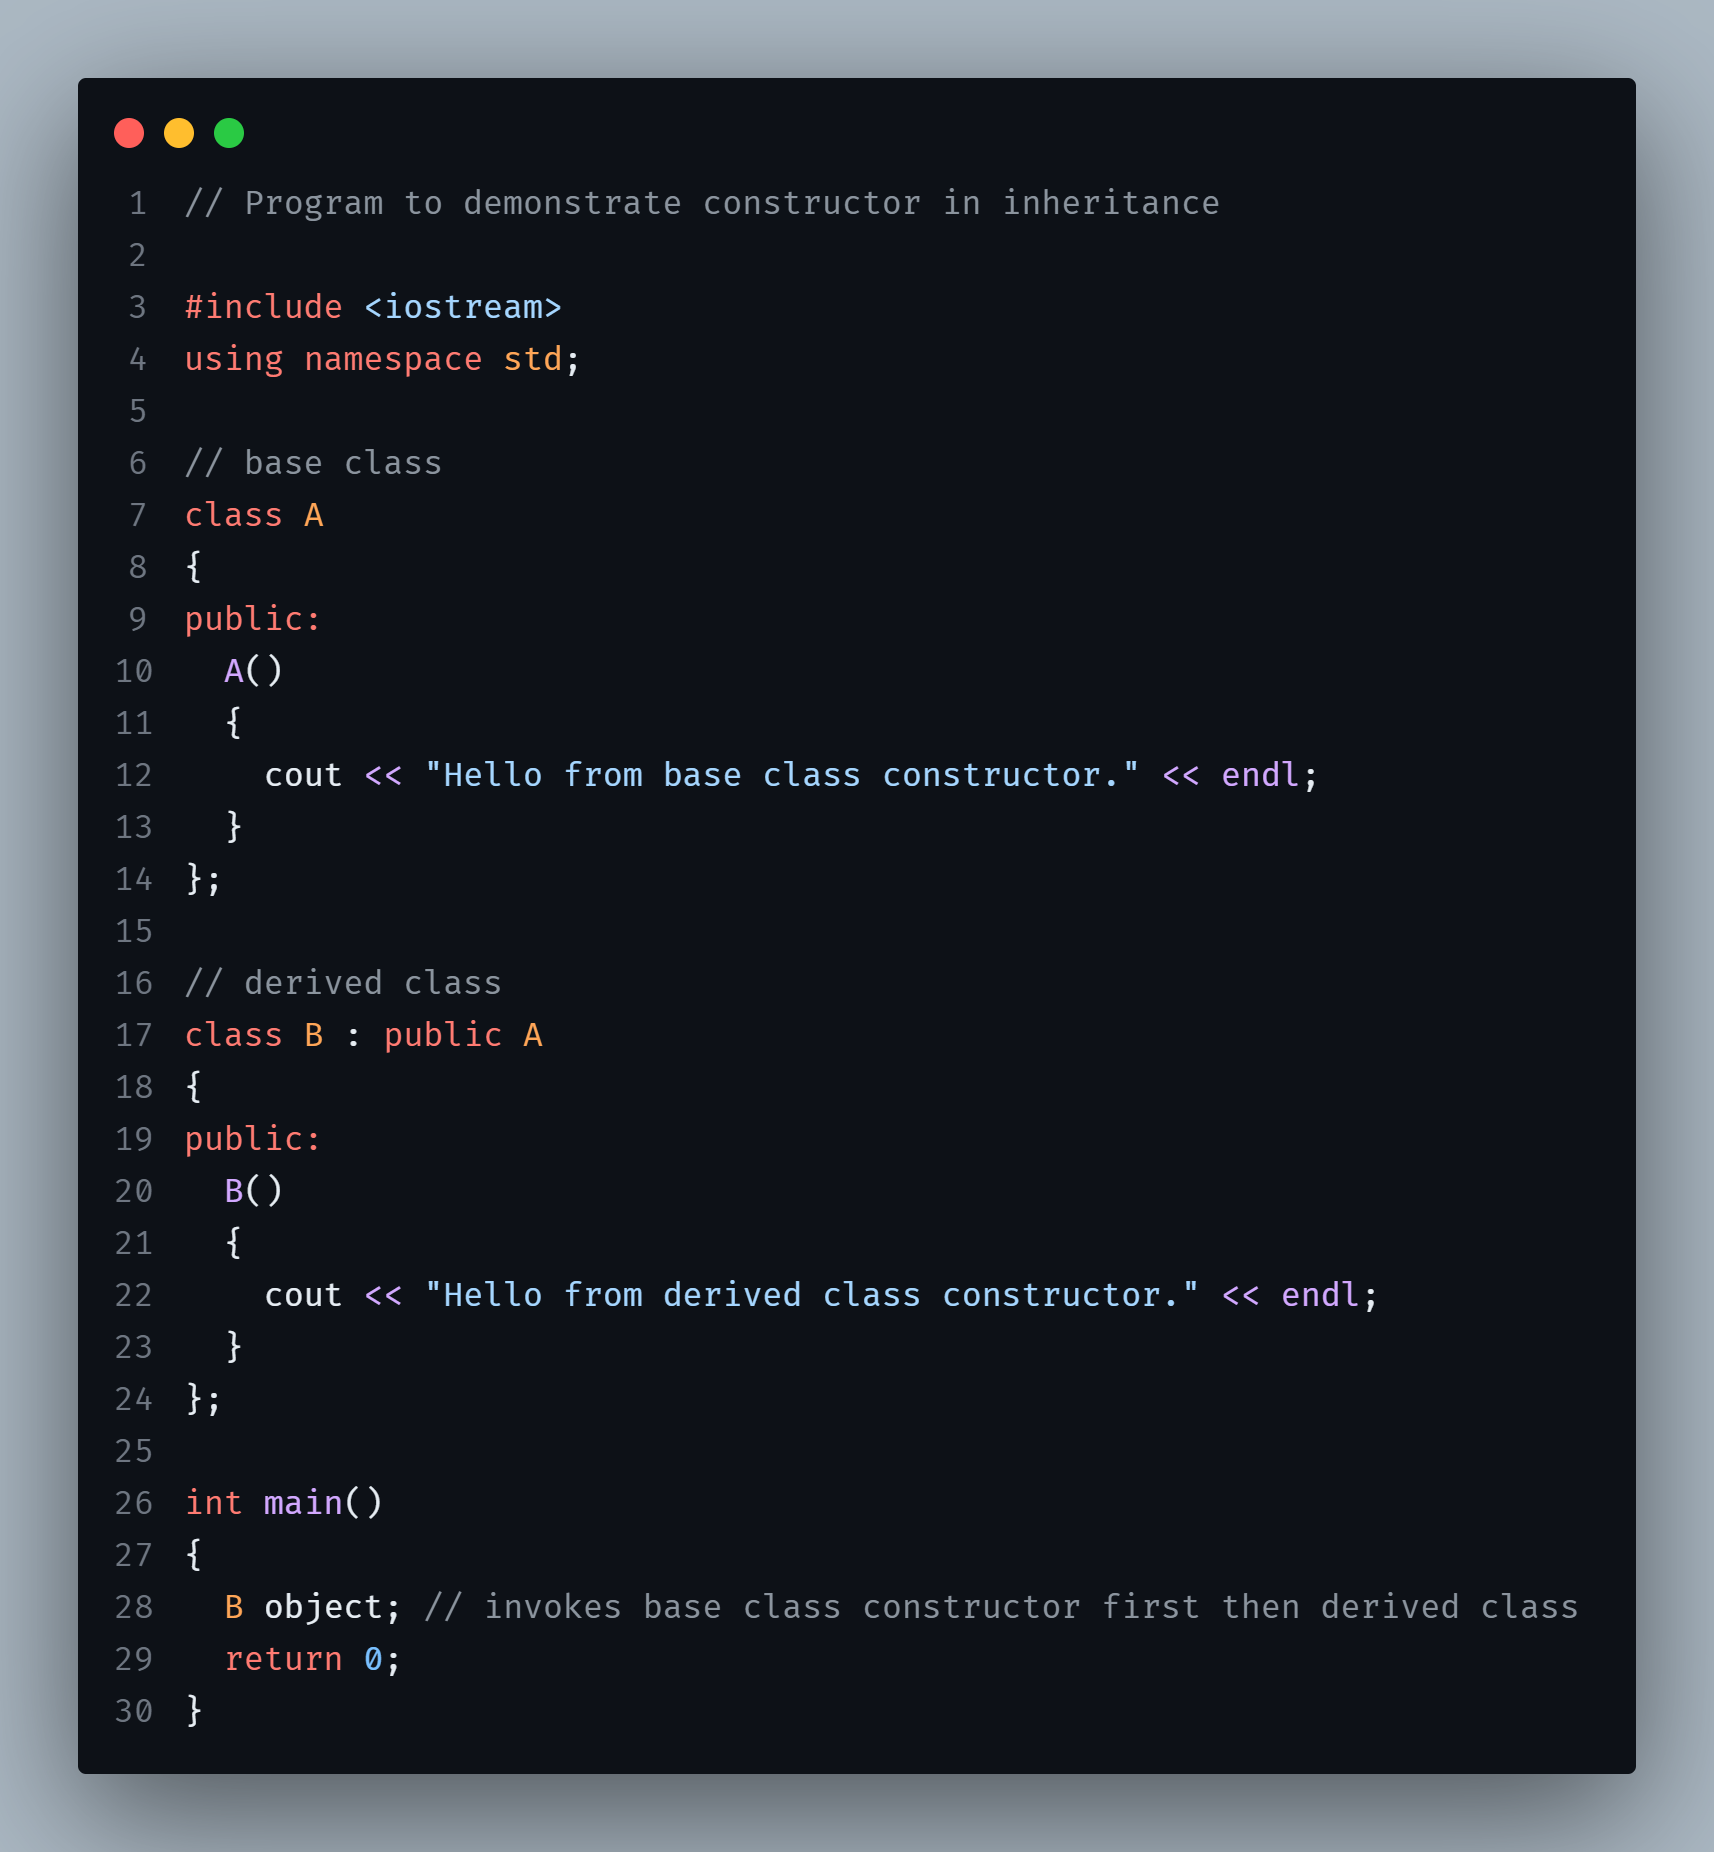 1 // Program to demonstrate constructor in inheritance
2
3 #include <iostream>
4 using namespace std;
5
6 // base class
7 class A
8 {
9 public:
10   A()
11   {
12     cout << "Hello from base class constructor." << endl;
13   }
14 };
15
16 // derived class
17 class B : public A
18 {
19 public:
20   B()
21   {
22     cout << "Hello from derived class constructor." << endl;
23   }
24 };
25
26 int main()
27 {
28   B object; // invokes base class constructor first then derived class
29   return 0;
30 }